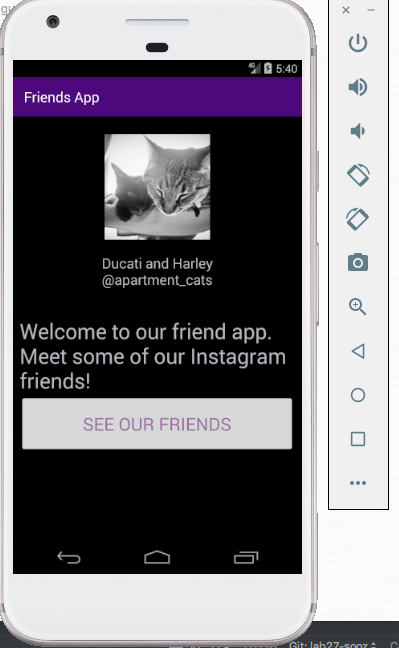 5:40
Friends App
Ducati and Harley
@apartment_cats
Welcome to our friend app.
Meet some of our Instagram
friends!
SEE OUR FRIENDS
Git: lab27-sooz